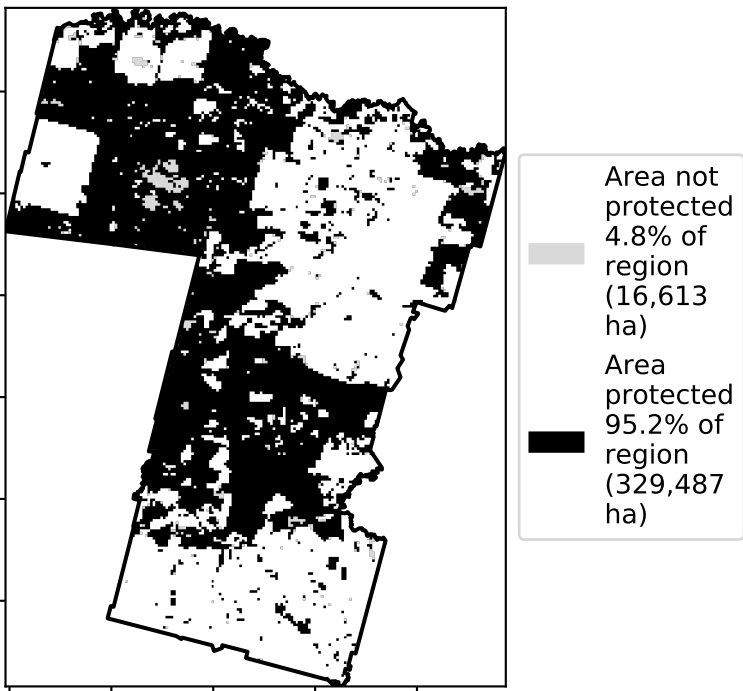 Area not
protected
4.8% of
region
(16,613
ha)
Area
protected
95.2% of
region
(329,487
ha)